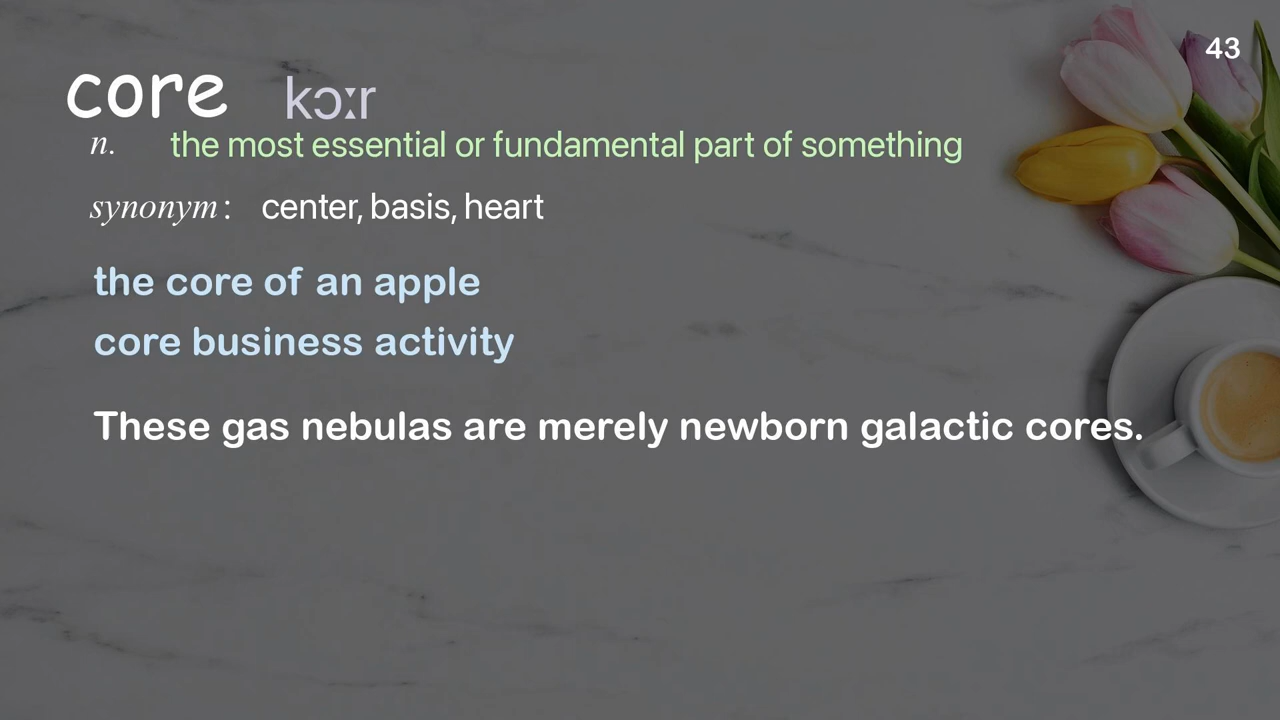 43
core kɔːr
n. the most essential or fundamental part of something
synonym: center, basis, heart
the core of an apple
core business activity
These gas nebulas are merely newborn galactic cores.